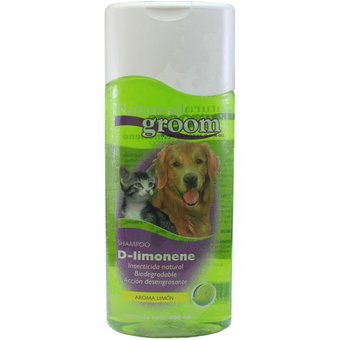 groom
SHAMPOO
D-limonene
Insecticida natural
Biodegradable
Acción desengrasante
AROMA LIMÓN